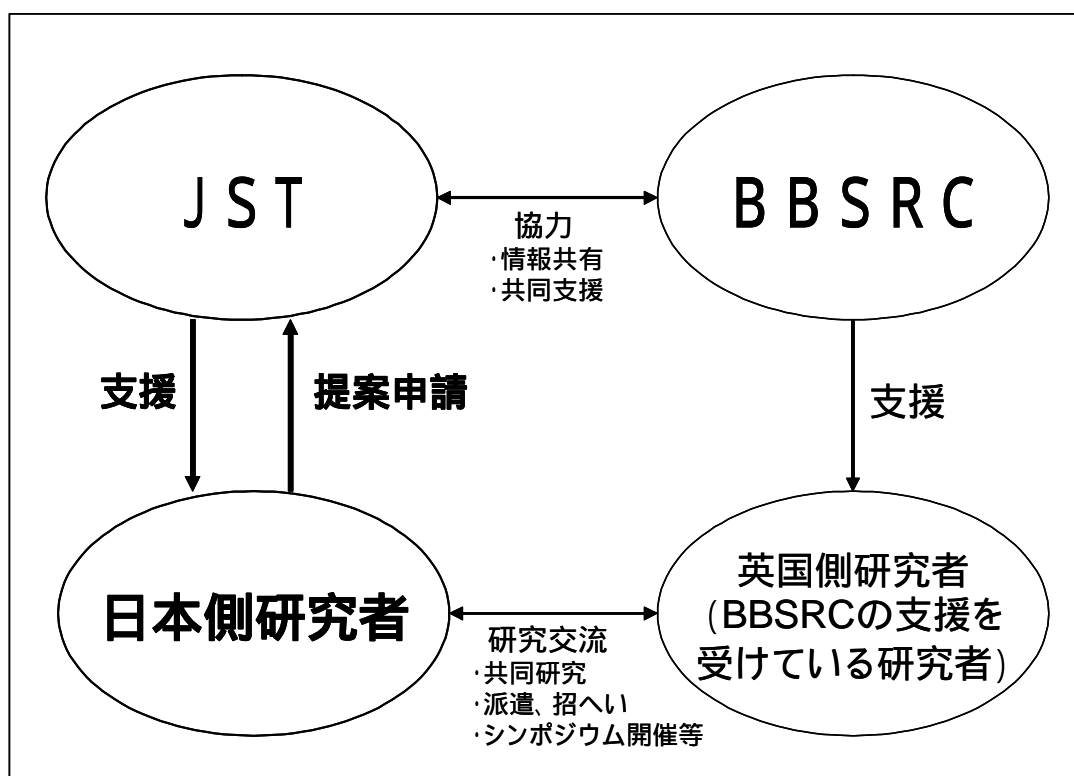 JST
BBSRC
協力
・情報共有
・共同支援
支援
提案申請
支援
日本側研究者
研究交流
・共同研究
・派遣、招へい
・シンポジウム開催等
英国側研究者
(BBSRCの支援を
受けている研究者)